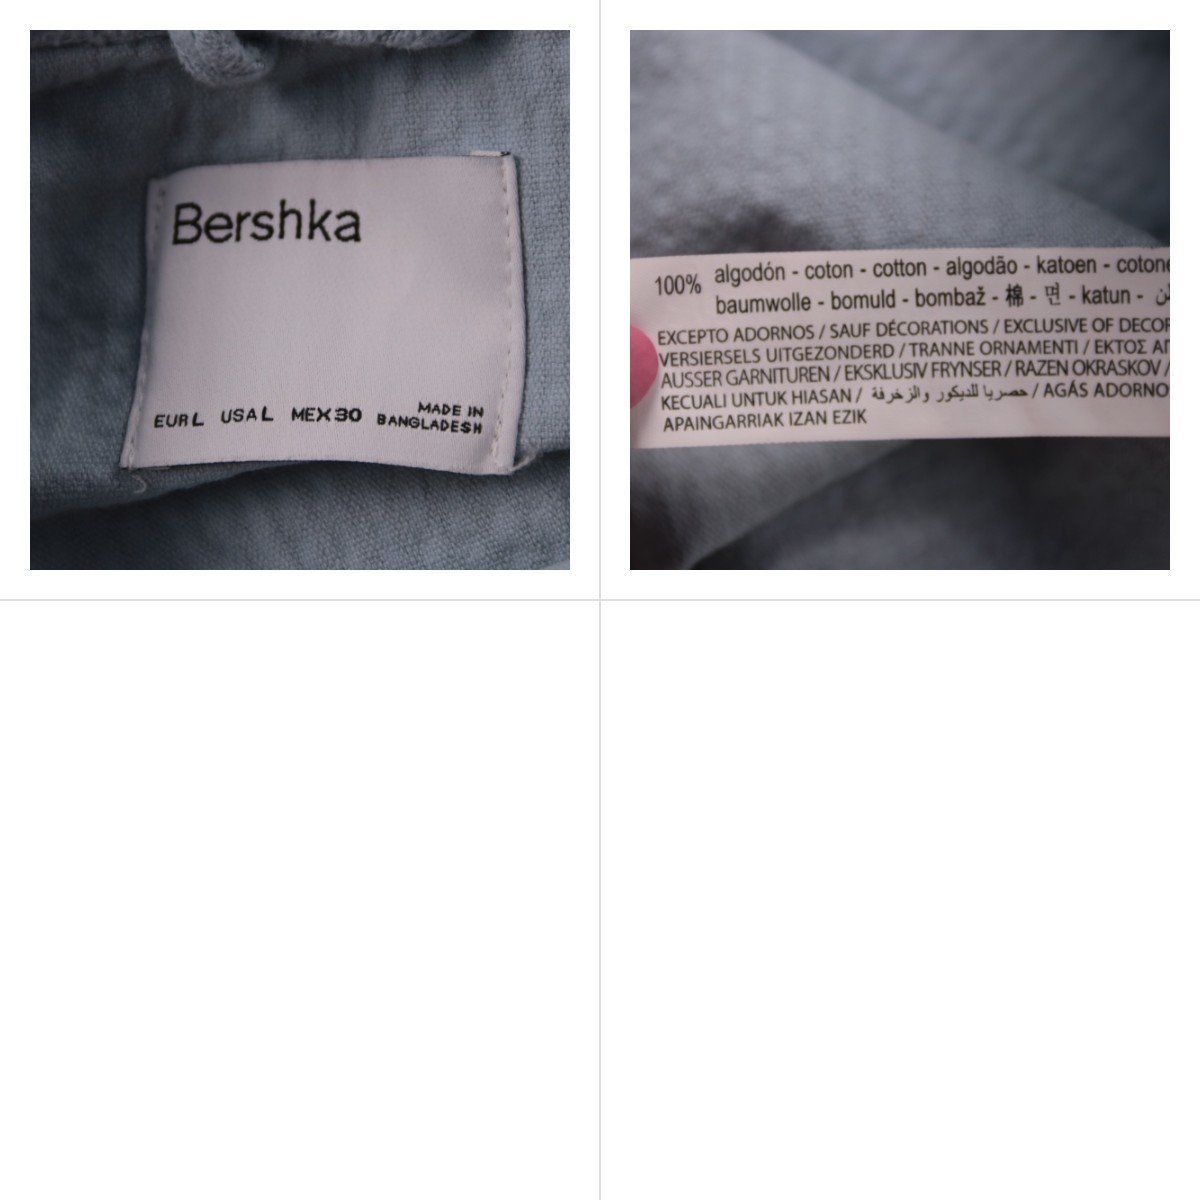 Bershka
EUR L USA L MEX 30 MADE IN
BANGLADESH
100% algodón - coton - cotton - algodão - katoen - cotone
baumwolle - bomuld - bombaž - 棉 - 면 - katun -
EXCEPTO ADORNOS / SAUF DÉCORATIONS / EXCLUSIVE OF DECOR
VERSIERSELS UITGEZONDERD / TRANNE ORNAMENTI / ΕΚΤΟΣ ΑΠ
AUSSER GARNITUREN / EKSKLUSIV FRYNSER / RAZEN OKRASKOV /
KECUALI UNTUK HIASAN / حصريا للديكور والزخرفة / AGÁS ADORNO
APAINGARRIAK IZAN EZIK